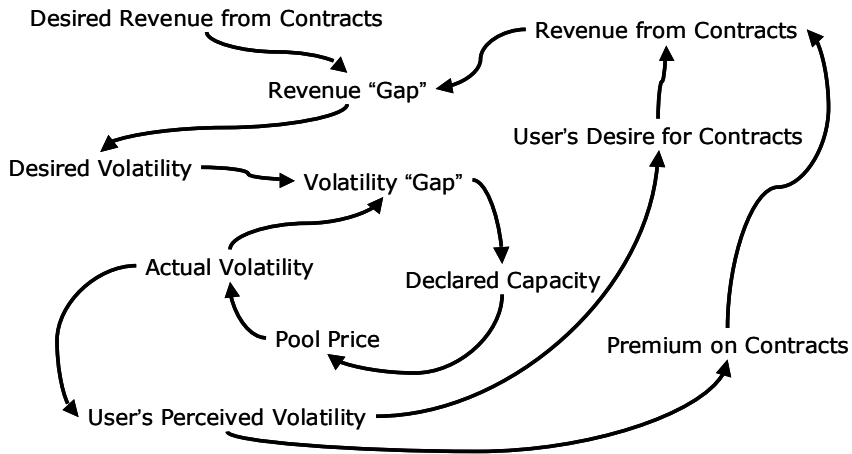 Desired Revenue from Contracts
Revenue from Contracts
Revenue “Gap”
User’s Desire for Contracts
Desired Volatility
Volatility “Gap”
Actual Volatility
Declared Capacity
Pool Price
Premium on Contracts
User’s Perceived Volatility